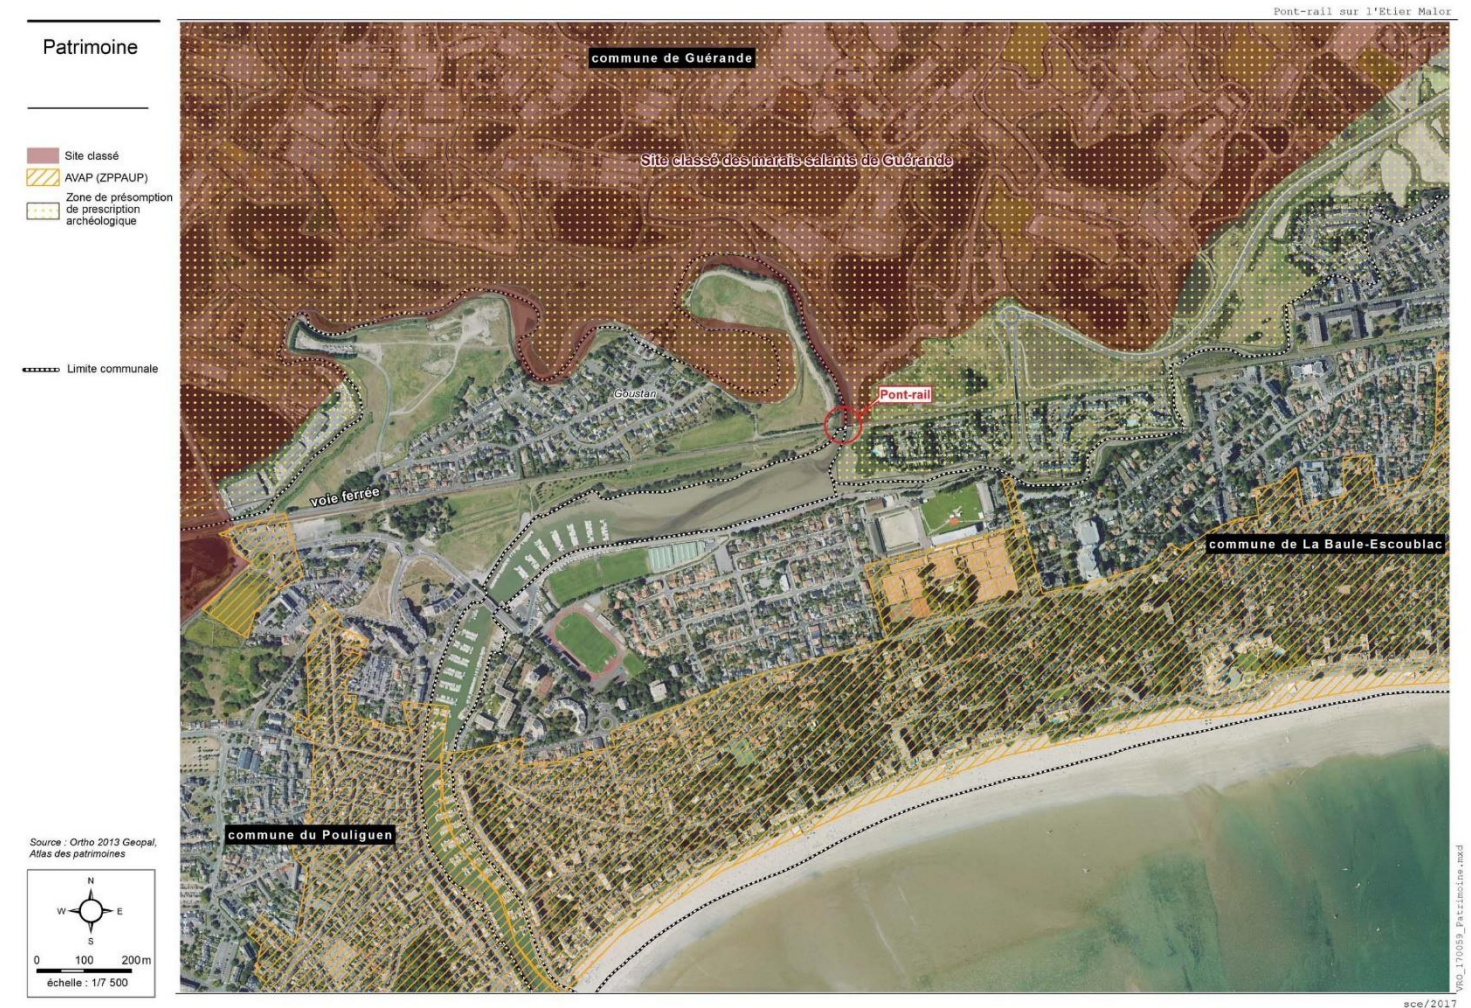 Pont-rail sur l'Etier Malor
Patrimoine
commune de Guérande
Site classé
AVAP (ZPPAUP)
Zone de présomption
de prescription
archéologique
Site classé des marais salants de Guérande
Limite communale
Goustan
Pont-rail
voie ferrée
commune de La Baule-Escoublac
commune du Pouliguen
Source : Ortho 2013 Geopal,
Atlas des patrimoines
N
W
E
S
0 100 200 m
échelle : 1/7 500
VRO_170059_Patrimoine.mxd
sce/2017